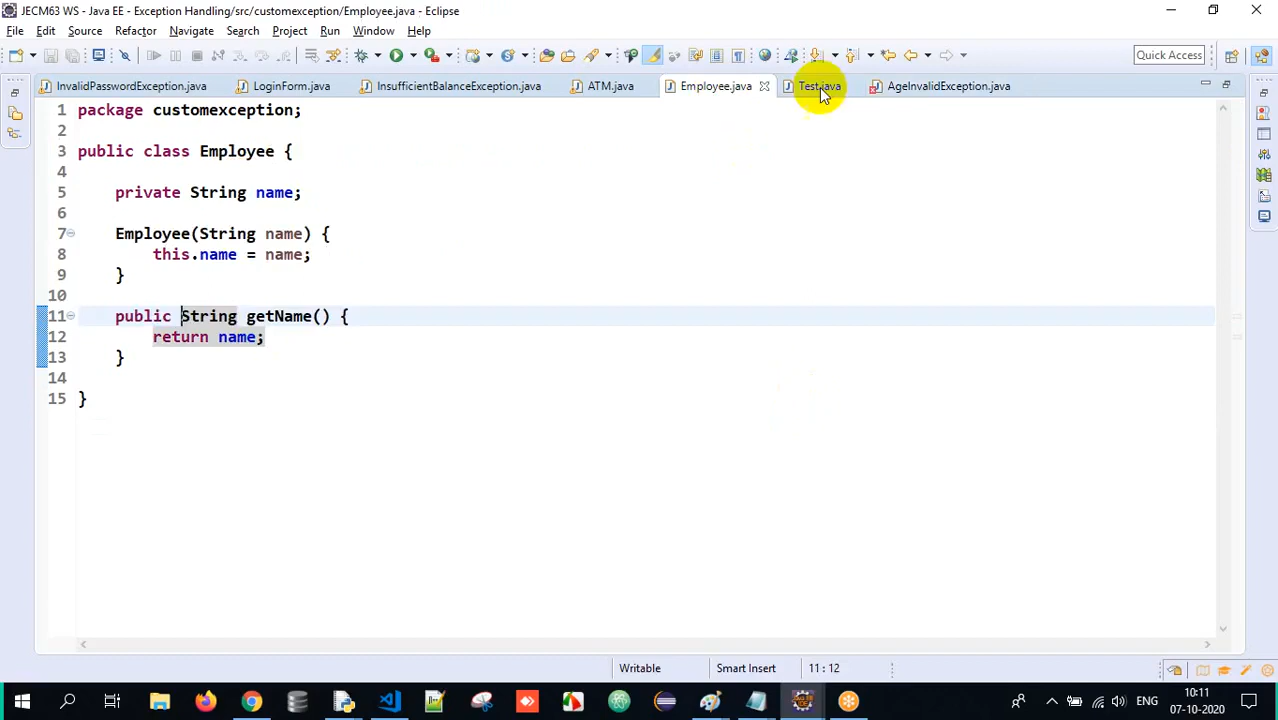 JECM63 WS - Java EE - Exception Handling/src/customexception/Employee.java - Eclipse
File Edit Source Refactor Navigate Search Project Run Window Help
Quick Access
InvalidPasswordException.java LoginForm.java InsufficientBalanceException.java ATM.java Employee.java Test.java AgeInvalidException.java
1 package customexception;
2
3 public class Employee {
4
5 private String name;
6
7 Employee(String name) {
8 this.name = name;
9 }
10
11 public String getName() {
12 return name;
13 }
14
15 }
Writable Smart Insert 11 : 12
ENG 10:11
07-10-2020